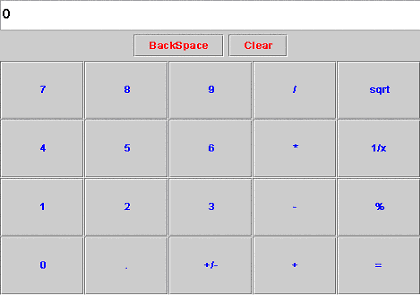 0
BackSpace Clear
7 8 9 / sqrt
4 5 6 * 1/x
1 2 3 - %
0 . +/- + =